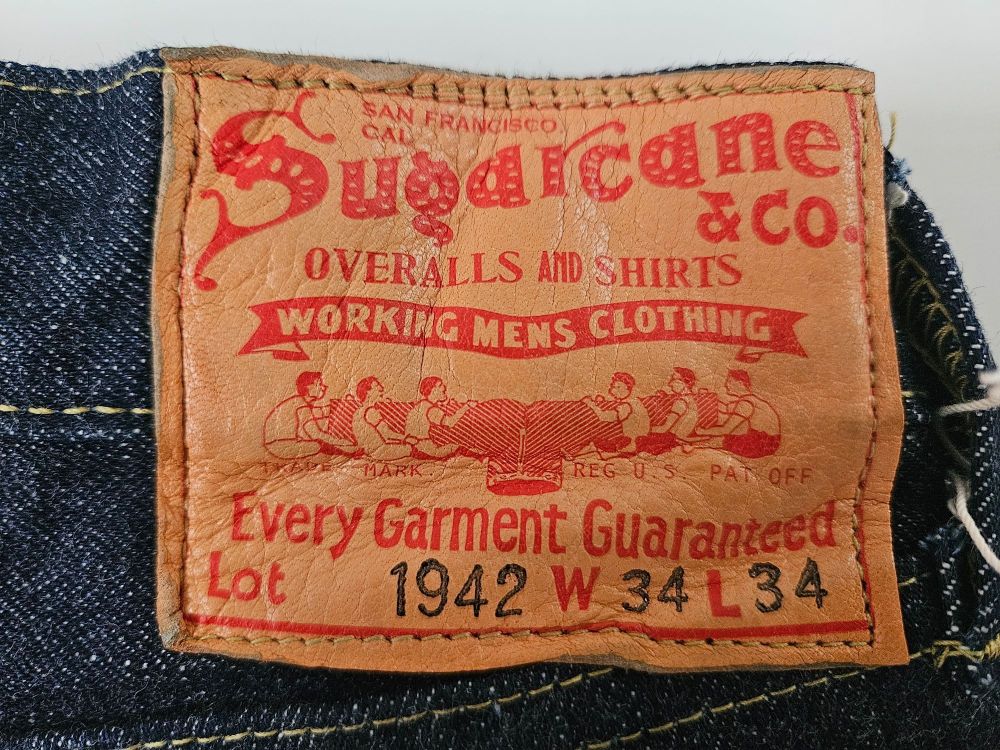 SAN FRANCISCO
CAL
Sugarcane
& Co.
OVERALLS AND SHIRTS
WORKING MENS CLOTHING
TRADE MARK. REG U.S. PAT OFF
Every Garment Guaranteed
Lot 1942 W 34 L 34